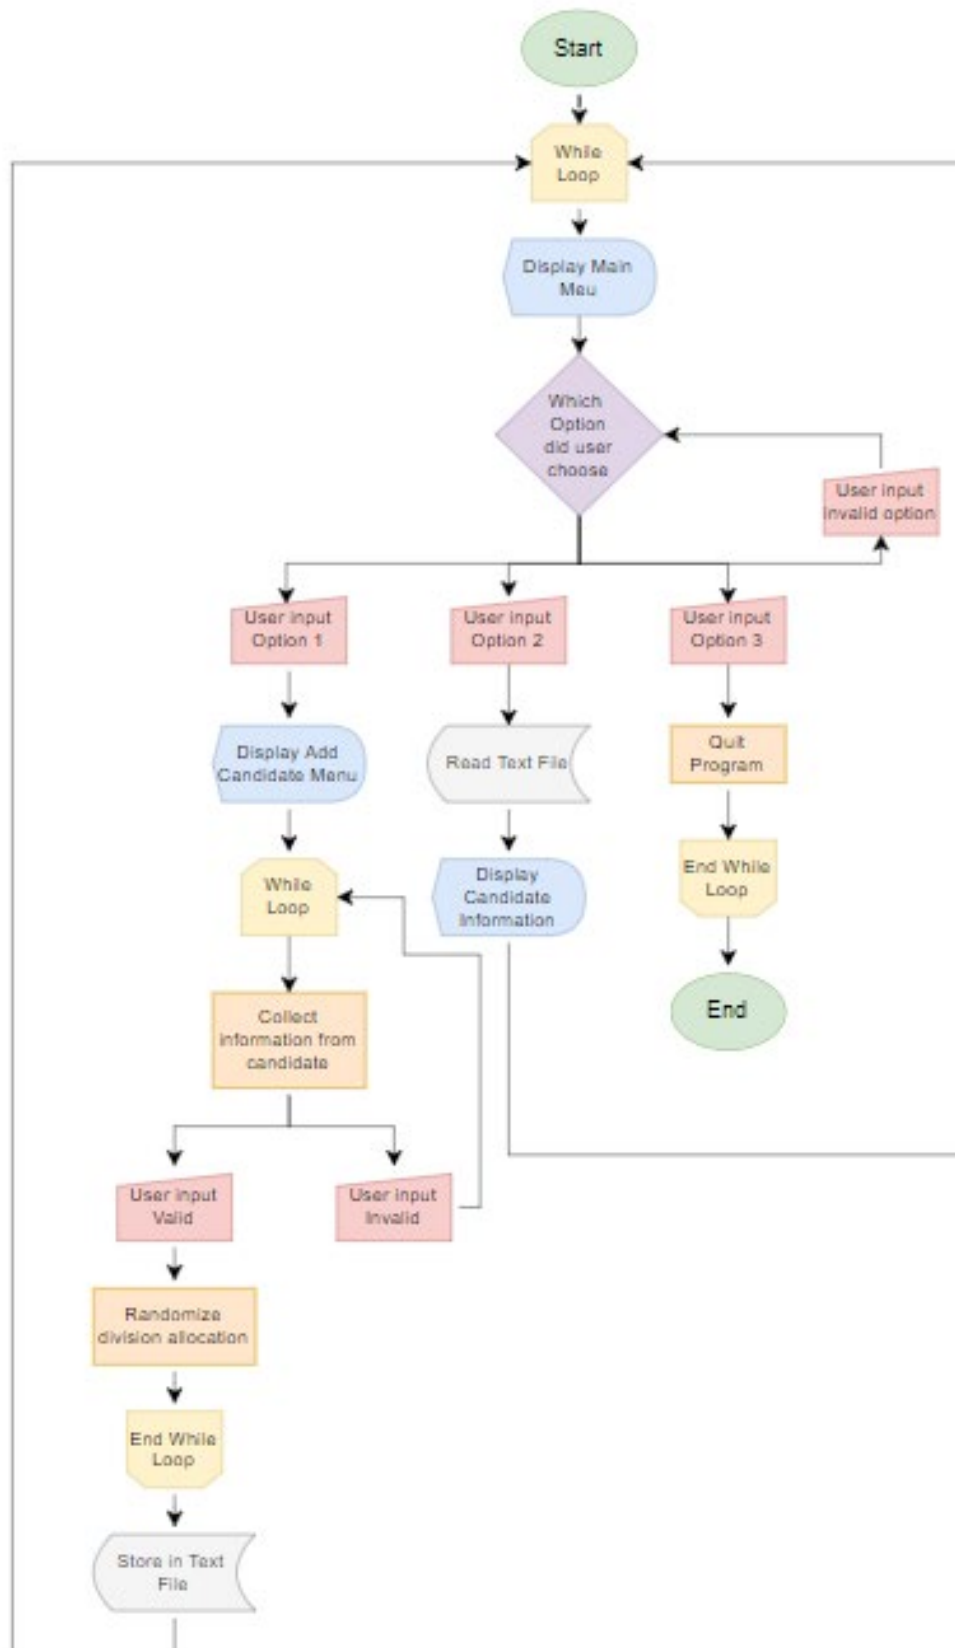 Start
While
Loop
Display Main
Meu
Which
Option
did user
choose
User input
invalid option
User input
Option 1
User input
Option 2
User input
Option 3
Display Add
Candidate Menu
Read Text File
Quit
Program
While
Loop
Display
Candidate
Information
End While
Loop
End
Collect
information from
candidate
User input
Valid
User input
Invalid
Randomize
division allocation
End While
Loop
Store in Text
File